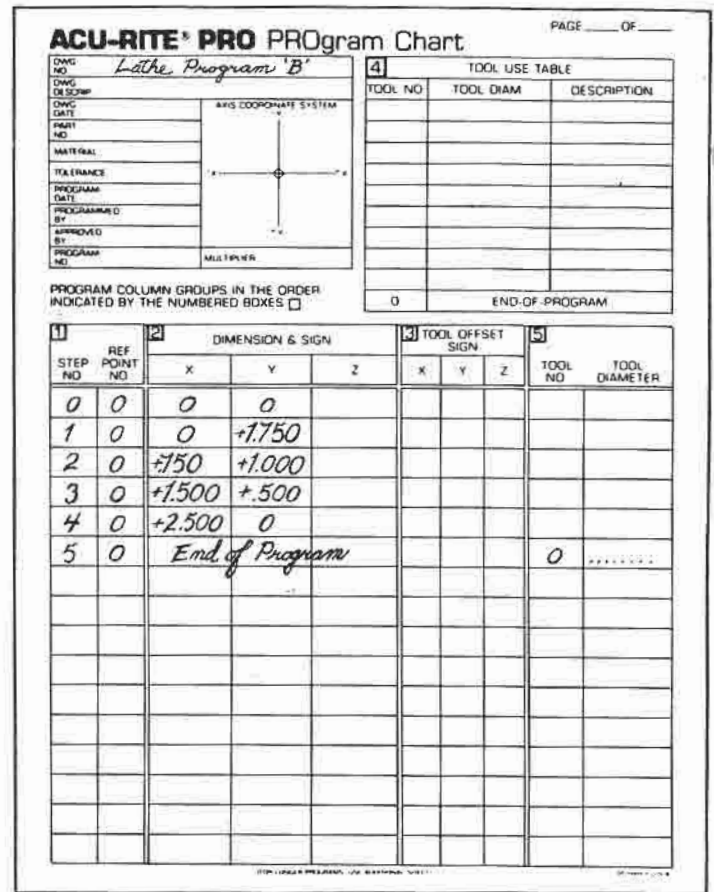 PAGE ____ OF ____
ACU-RITE® PRO PROgram Chart
DWG NO Lathe Program 'B'
DWG DESCRIP
DWG DATE
PART NO
MATERIAL
TOLERANCE
PROGRAM DATE
PROGRAMMED BY
APPROVED BY
PROGRAM NO
AXIS COORDINATE SYSTEM
MULTIPLIER
4 TOOL USE TABLE
TOOL NO TOOL DIAM DESCRIPTION
0 END-OF-PROGRAM
PROGRAM COLUMN GROUPS IN THE ORDER
INDICATED BY THE NUMBERED BOXES □
1 2 DIMENSION & SIGN 3 TOOL OFFSET SIGN 5
STEP NO REF POINT NO X Y Z X Y Z TOOL NO TOOL DIAMETER
0 0 0 0
1 0 0 +1.750
2 0 +.750 +1.000
3 0 +1.500 +.500
4 0 +2.500 0
5 0 End of Program 0 ........